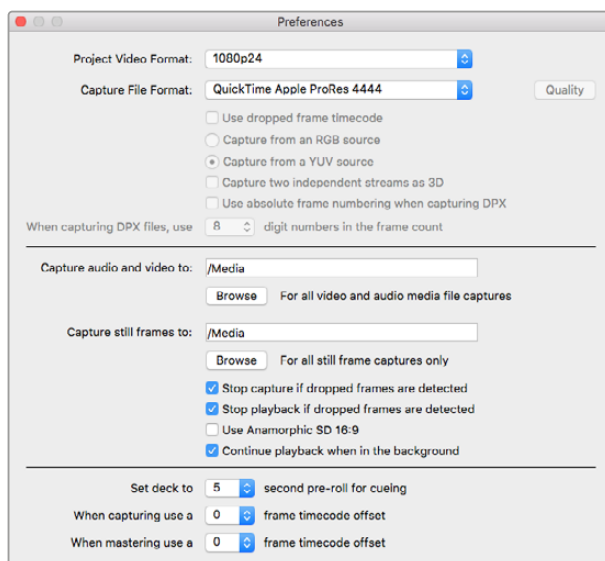 Preferences
Project Video Format: 1080p24
Capture File Format: QuickTime Apple ProRes 4444 Quality
Use dropped frame timecode
Capture from an RGB source
Capture from a YUV source
Capture two independent streams as 3D
Use absolute frame numbering when capturing DPX
When capturing DPX files, use 8 digit numbers in the frame count
Capture audio and video to: /Media
Browse For all video and audio media file captures
Capture still frames to: /Media
Browse For all still frame captures only
Stop capture if dropped frames are detected
Stop playback if dropped frames are detected
Use Anamorphic SD 16:9
Continue playback when in the background
Set deck to 5 second pre-roll for cueing
When capturing use a 0 frame timecode offset
When mastering use a 0 frame timecode offset